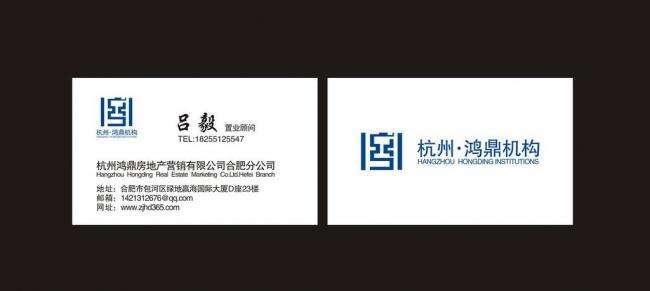 杭州·鸿鼎机构
吕毅 置业顾问
TEL:18255125547
杭州鸿鼎房地产营销有限公司合肥分公司
Hangzhou Hongding Real Estate Marketing Co.Ltd.Hefei Branch
地址：合肥市包河区绿地赢海国际大厦D座23楼
邮箱：1421312676@qq.com
网址：www.zjhd365.com
杭州·鸿鼎机构
HANGZHOU HONGDING INSTITUTIONS